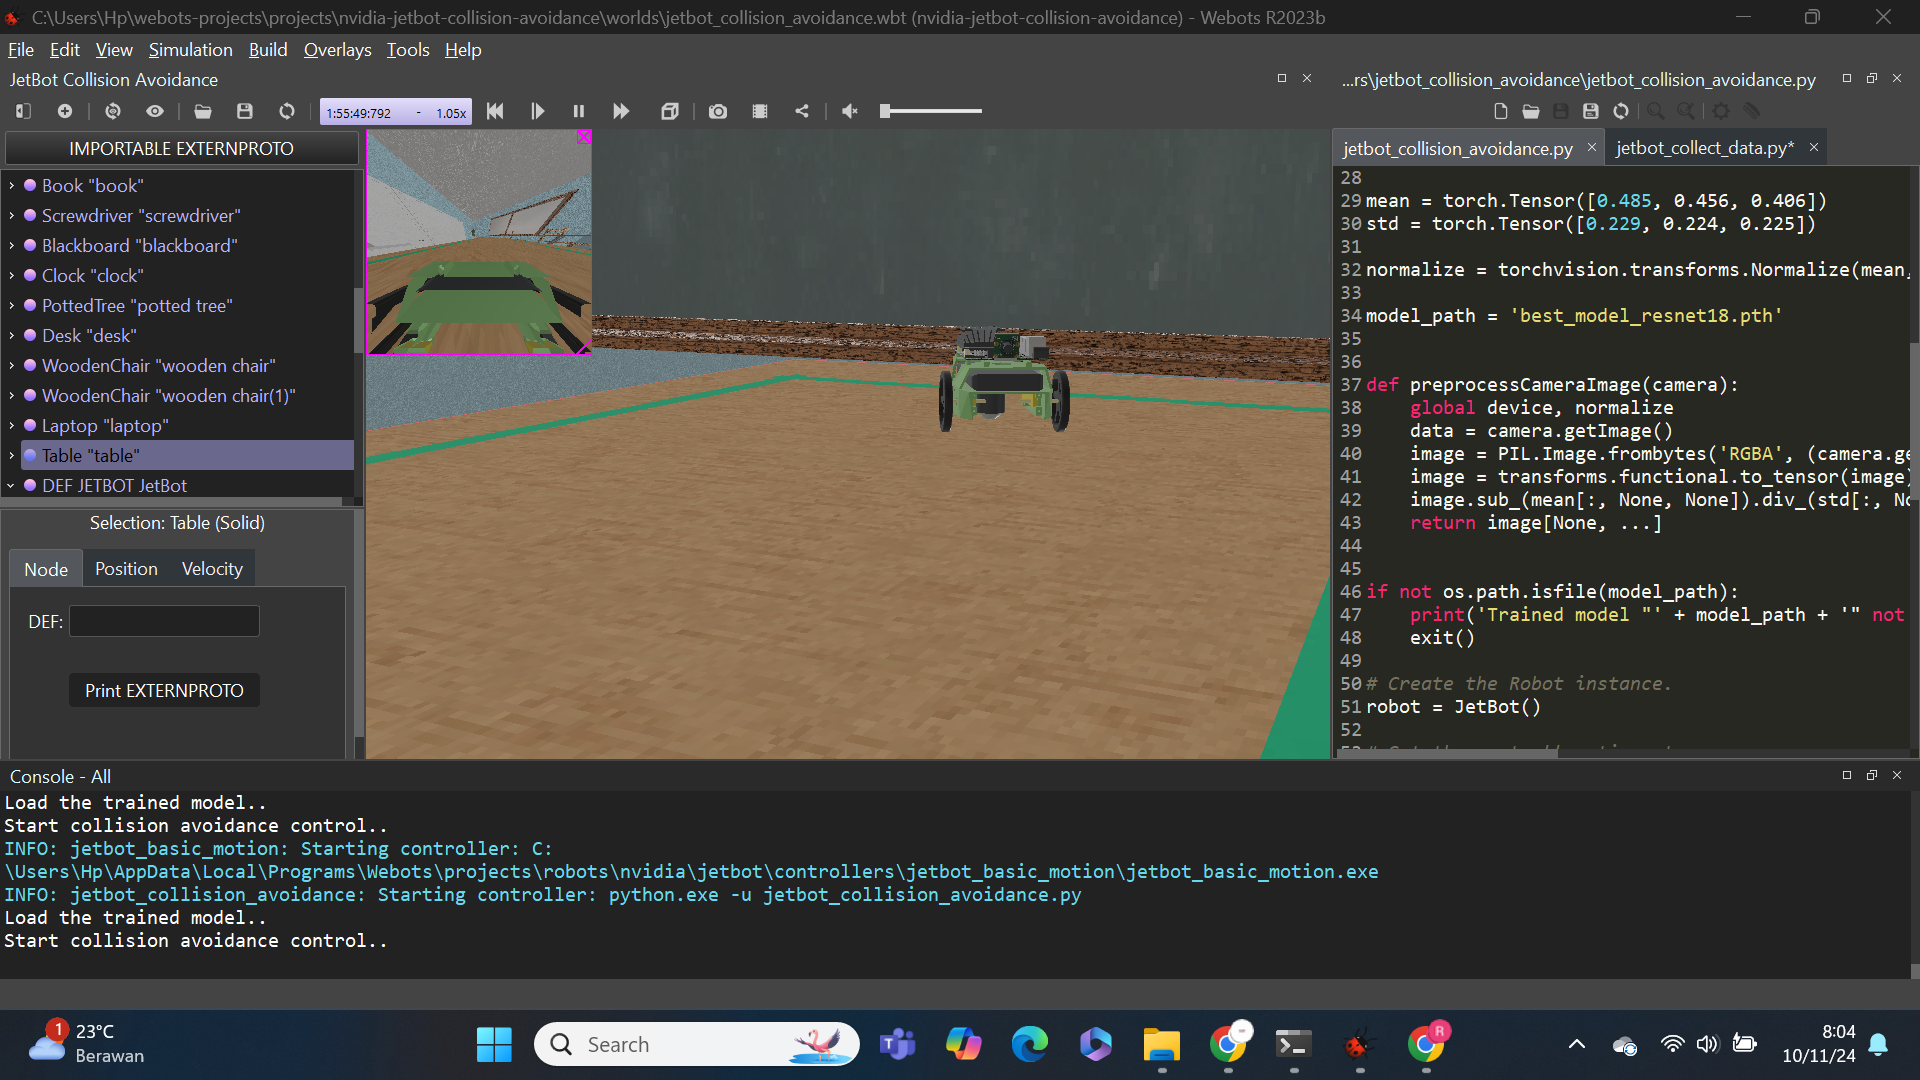 C:\Users\Hp\webots-projects\projects\nvidia-jetbot-collision-avoidance\worlds\jetbot_collision_avoidance.wbt (nvidia-jetbot-collision-avoidance) - Webots R2023b
File Edit View Simulation Build Overlays Tools Help
JetBot Collision Avoidance
1:55:49:792 - 1.05x
IMPORTABLE EXTERNPROTO
Book "book"
Screwdriver "screwdriver"
Blackboard "blackboard"
Clock "clock"
PottedTree "potted tree"
Desk "desk"
WoodenChair "wooden chair"
WoodenChair "wooden chair(1)"
Laptop "laptop"
Table "table"
DEF JETBOT JetBot
Selection: Table (Solid)
Node Position Velocity
DEF:
Print EXTERNPROTO
...rs\jetbot_collision_avoidance\jetbot_collision_avoidance.py
jetbot_collision_avoidance.py jetbot_collect_data.py*
28
29 mean = torch.Tensor([0.485, 0.456, 0.406])
30 std = torch.Tensor([0.229, 0.224, 0.225])
31
32 normalize = torchvision.transforms.Normalize(mean,
33
34 model_path = 'best_model_resnet18.pth'
35
36
37 def preprocessCameraImage(camera):
38 global device, normalize
39 data = camera.getImage()
40 image = PIL.Image.frombytes('RGBA', (camera.ge
41 image = transforms.functional.to_tensor(image)
42 image.sub_(mean[:, None, None]).div_(std[:, No
43 return image[None, ...]
44
45
46 if not os.path.isfile(model_path):
47 print('Trained model "' + model_path + '" not
48 exit()
49
50 # Create the Robot instance.
51 robot = JetBot()
52
Console - All
Load the trained model..
Start collision avoidance control..
INFO: jetbot_basic_motion: Starting controller: C:
\Users\Hp\AppData\Local\Programs\Webots\projects\robots\nvidia\jetbot\controllers\jetbot_basic_motion\jetbot_basic_motion.exe
INFO: jetbot_collision_avoidance: Starting controller: python.exe -u jetbot_collision_avoidance.py
Load the trained model..
Start collision avoidance control..
1
23°C
Berawan
Search
R
8:04
10/11/24